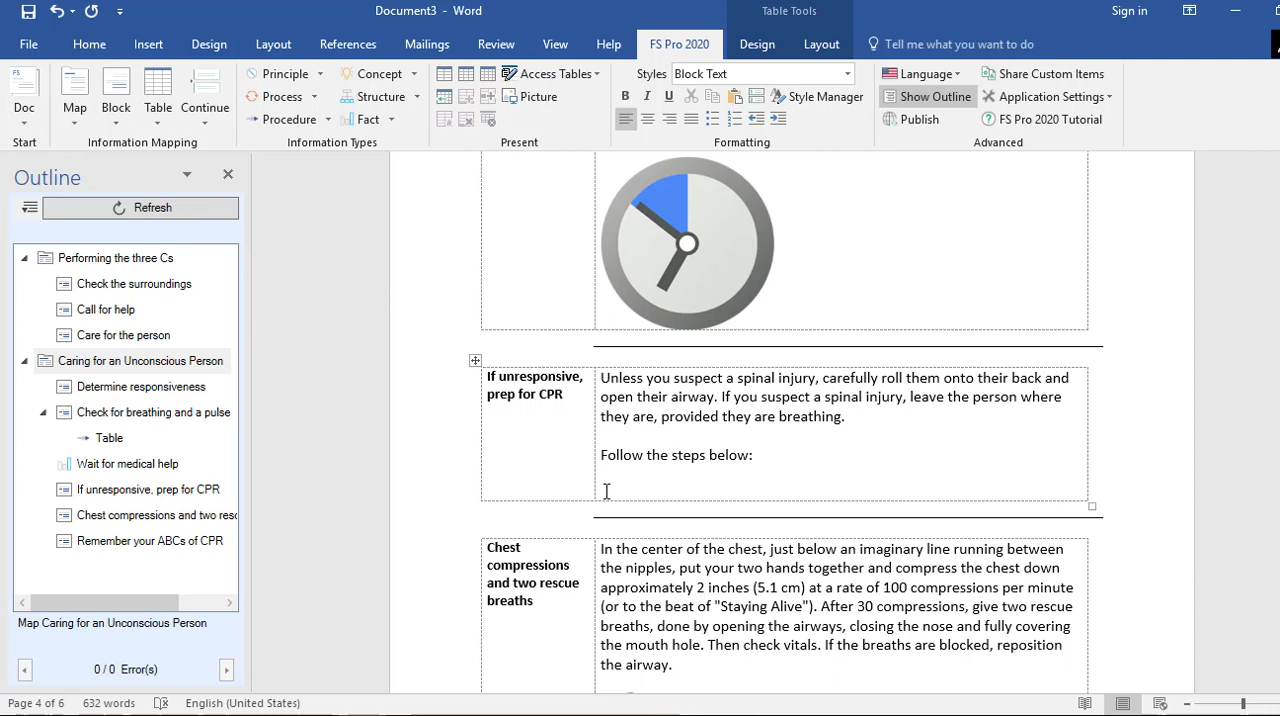 Document3 - Word
Table Tools
Sign in
File
Home
Insert
Design
Layout
References
Mailings
Review
View
Help
FS Pro 2020
Design
Layout
Tell me what you want to do
FS
Doc
Start
Map
Block
Table
Continue
Information Mapping
Principle
Process
Procedure
Concept
Structure
Fact
Information Types
Access Tables
Picture
Present
Styles
Block Text
B I U
Style Manager
Formatting
Language
Show Outline
Publish
Share Custom Items
Application Settings
FS Pro 2020 Tutorial
Advanced
Outline
Refresh
Performing the three Cs
Check the surroundings
Call for help
Care for the person
Caring for an Unconscious Person
Determine responsiveness
Check for breathing and a pulse
Table
Wait for medical help
If unresponsive, prep for CPR
Chest compressions and two resc
Remember your ABCs of CPR
Map Caring for an Unconscious Person
0 / 0 Error(s)
If unresponsive,
prep for CPR
Unless you suspect a spinal injury, carefully roll them onto their back and
open their airway. If you suspect a spinal injury, leave the person where
they are, provided they are breathing.
Follow the steps below:
Chest
compressions
and two rescue
breaths
In the center of the chest, just below an imaginary line running between
the nipples, put your two hands together and compress the chest down
approximately 2 inches (5.1 cm) at a rate of 100 compressions per minute
(or to the beat of "Staying Alive"). After 30 compressions, give two rescue
breaths, done by opening the airways, closing the nose and fully covering
the mouth hole. Then check vitals. If the breaths are blocked, reposition
the airway.
Page 4 of 6
632 words
English (United States)